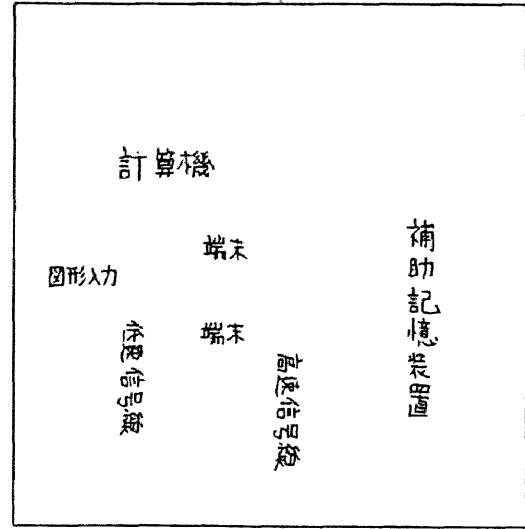 計算機
端末
図形入力
端末
低速信号線
高速信号線
補助記憶装置